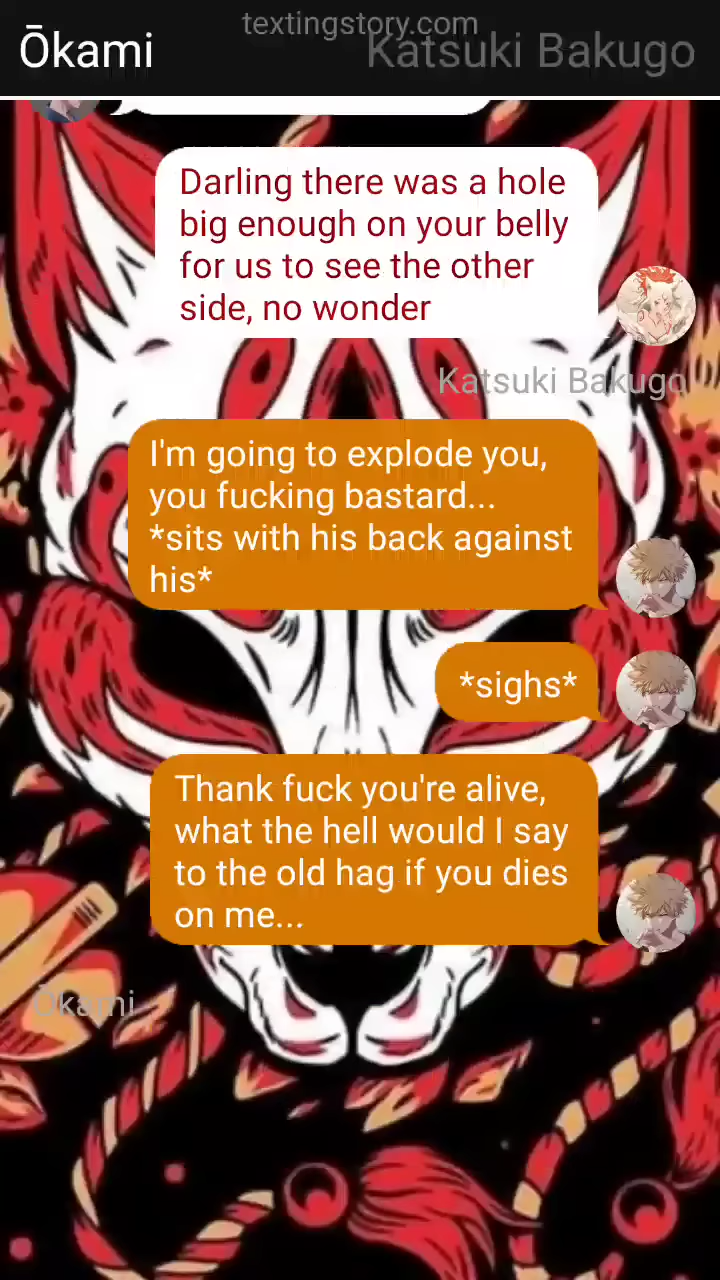 textingstory.com
Ōkami
Katsuki Bakugo
Darling there was a hole
big enough on your belly
for us to see the other
side, no wonder
Katsuki Bakugo
I'm going to explode you,
you fucking bastard...
*sits with his back against
his*
*sighs*
Thank fuck you're alive,
what the hell would I say
to the old hag if you dies
on me...
Ōkami